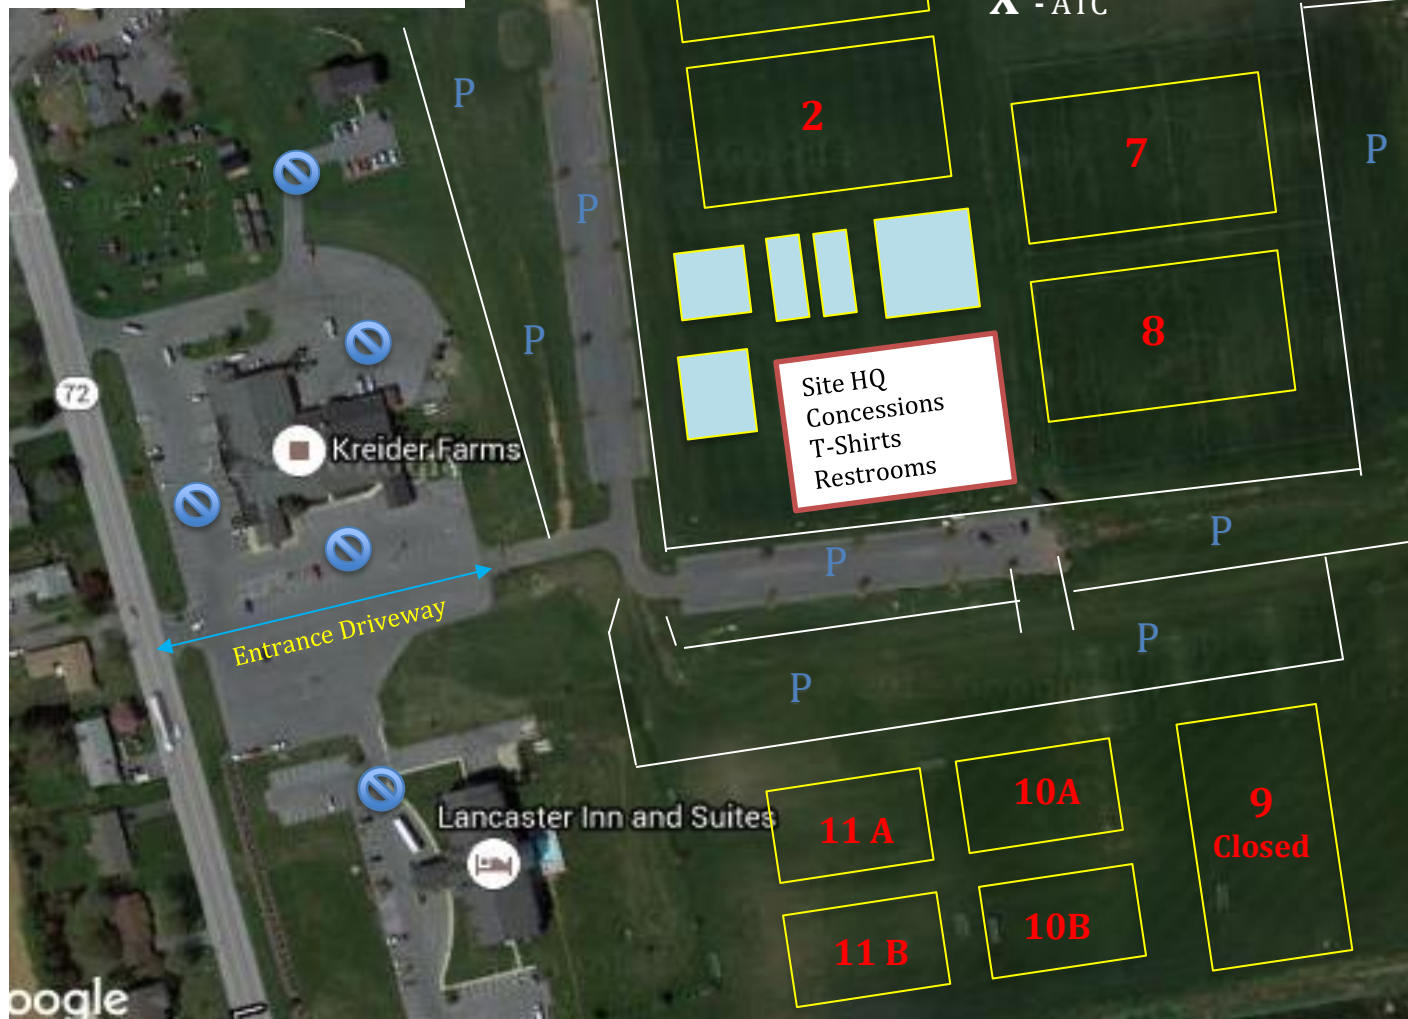 X - ATC
P
2
7
P
P
8
P
Site HQ
Concessions
T-Shirts
Restrooms
72
Kreider Farms
P
P
Entrance Driveway
P
P
10A
9
Closed
11 A
Lancaster Inn and Suites
10B
11 B
oogle